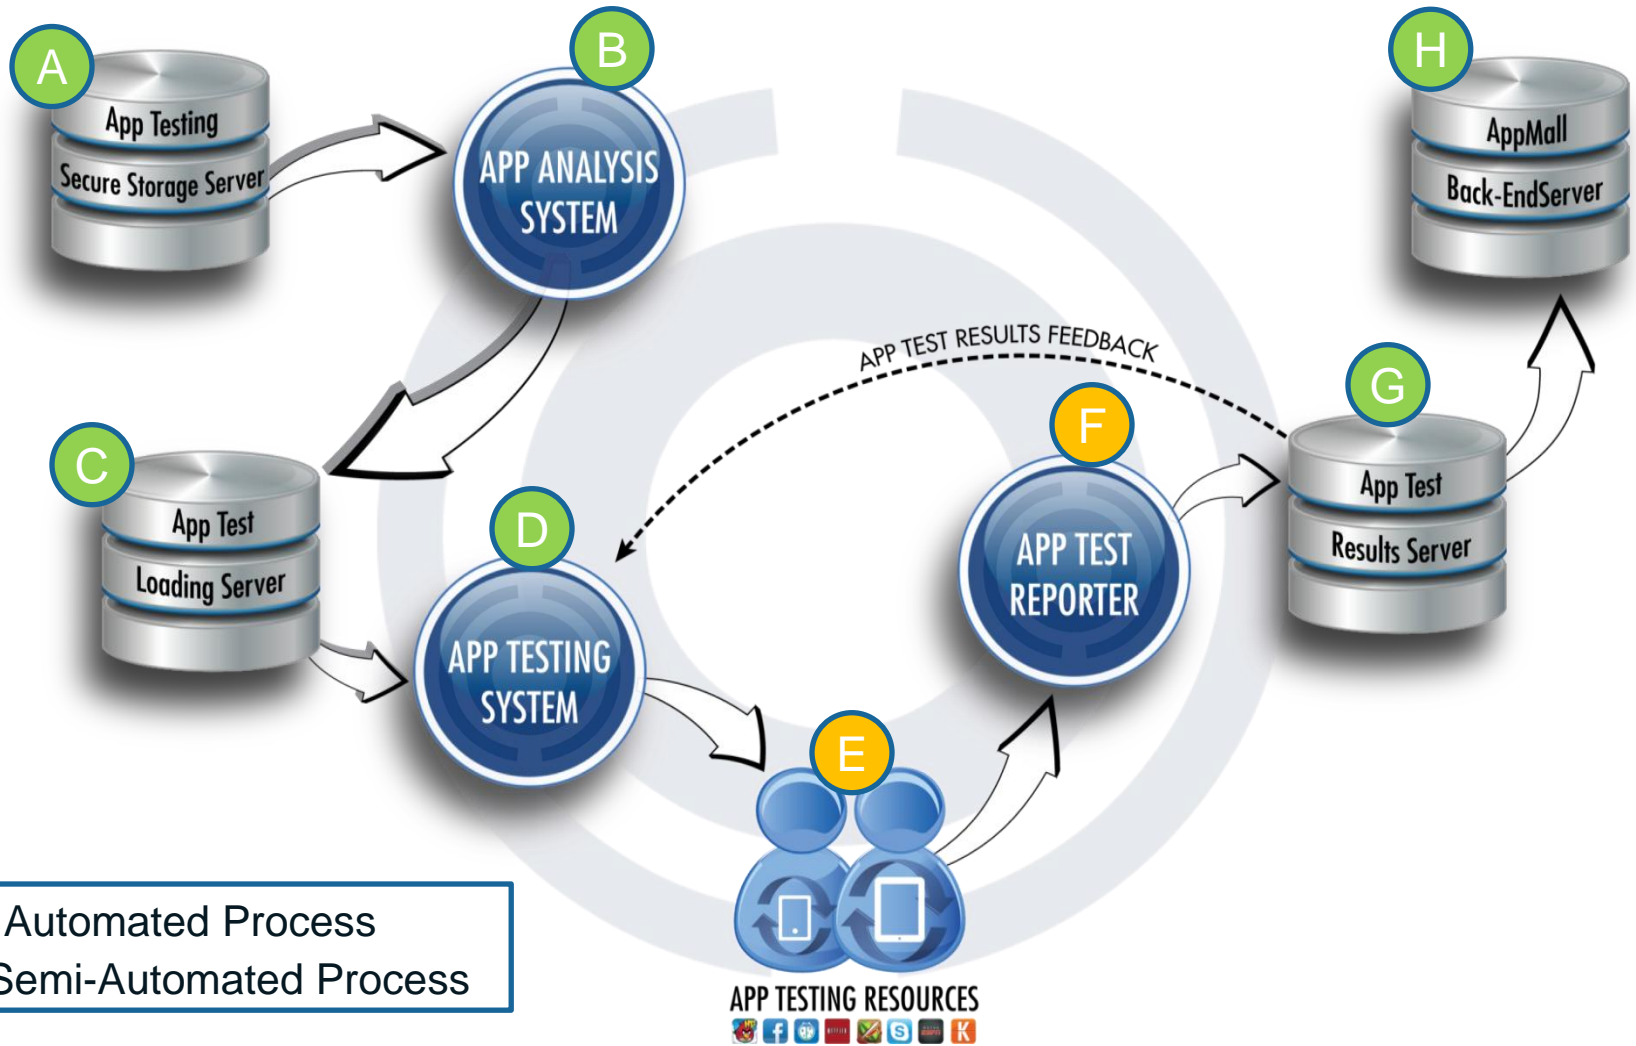 A
App Testing
Secure Storage Server
B
APP ANALYSIS
SYSTEM
H
AppMall
Back-EndServer
APP TEST RESULTS FEEDBACK
C
App Test
Loading Server
D
APP TESTING
SYSTEM
F
APP TEST
REPORTER
G
App Test
Results Server
E
APP TESTING RESOURCES
Automated Process
Semi-Automated Process